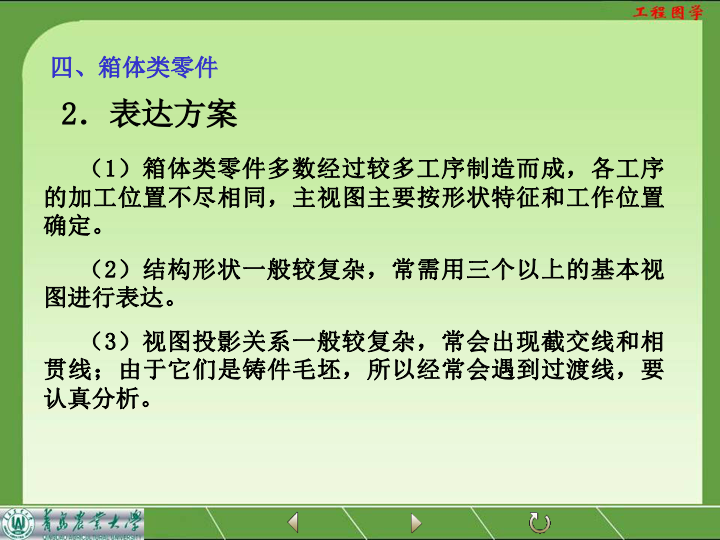 工程图学
四、箱体类零件
2．表达方案
（1）箱体类零件多数经过较多工序制造而成，各工序
的加工位置不尽相同，主视图主要按形状特征和工作位置
确定。
（2）结构形状一般较复杂，常需用三个以上的基本视
图进行表达。
（3）视图投影关系一般较复杂，常会出现截交线和相
贯线；由于它们是铸件毛坯，所以经常会遇到过渡线，要
认真分析。
青岛农业大学